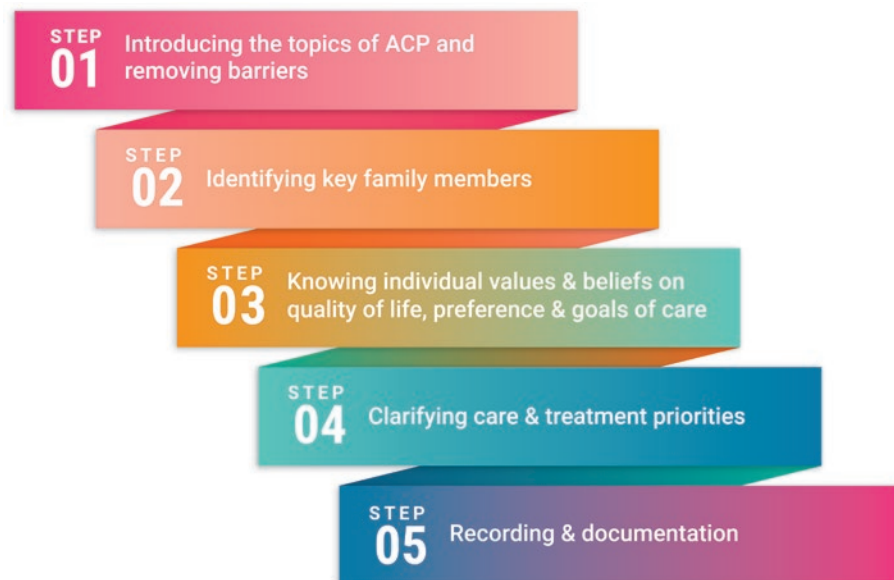 STEP
01
Introducing the topics of ACP and
removing barriers
STEP
02
Identifying key family members
STEP
03
Knowing individual values & beliefs on
quality of life, preference & goals of care
STEP
04
Clarifying care & treatment priorities
STEP
05
Recording & documentation